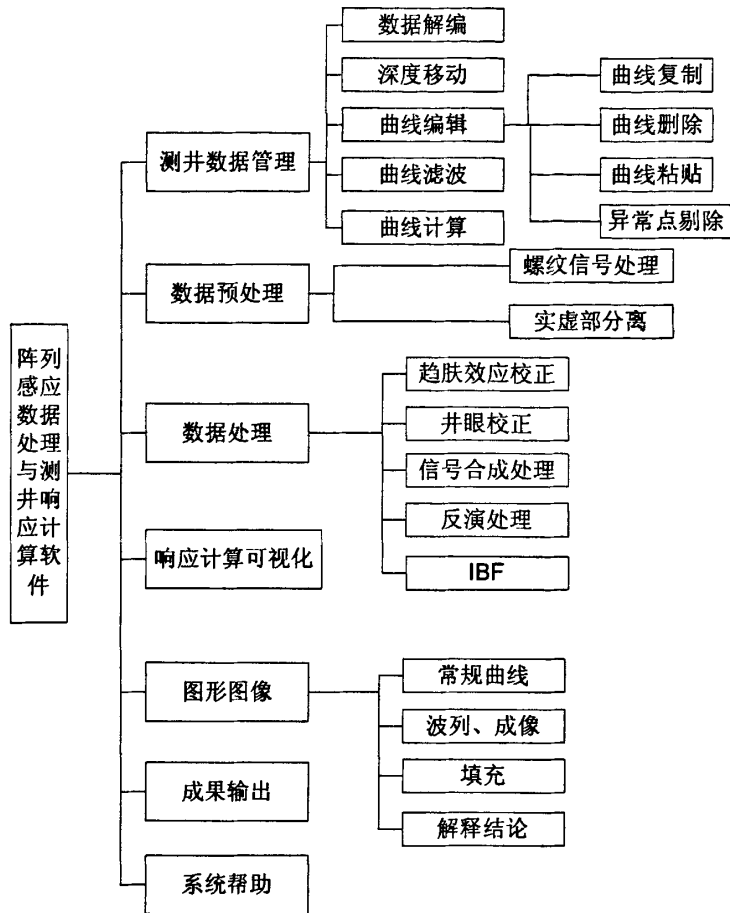 阵列
感应
数据
处理
与测
井响
应计
算软
件
测井数据管理
数据解编
深度移动
曲线编辑
曲线复制
曲线删除
曲线粘贴
异常点剔除
曲线滤波
曲线计算
数据预处理
螺纹信号处理
实虚部分离
数据处理
趋肤效应校正
井眼校正
信号合成处理
反演处理
IBF
响应计算可视化
图形图像
常规曲线
波列、成像
填充
解释结论
成果输出
系统帮助